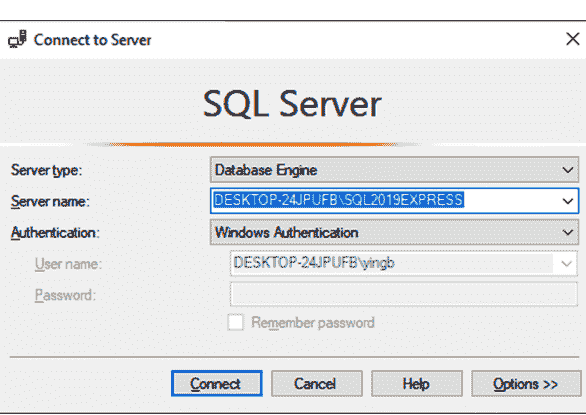 Connect to Server
SQL Server
Server type: Database Engine
Server name: DESKTOP-24JPUFB\SQL2019EXPRESS
Authentication: Windows Authentication
User name: DESKTOP-24JPUFB\yingb
Password:
Remember password
Connect Cancel Help Options >>